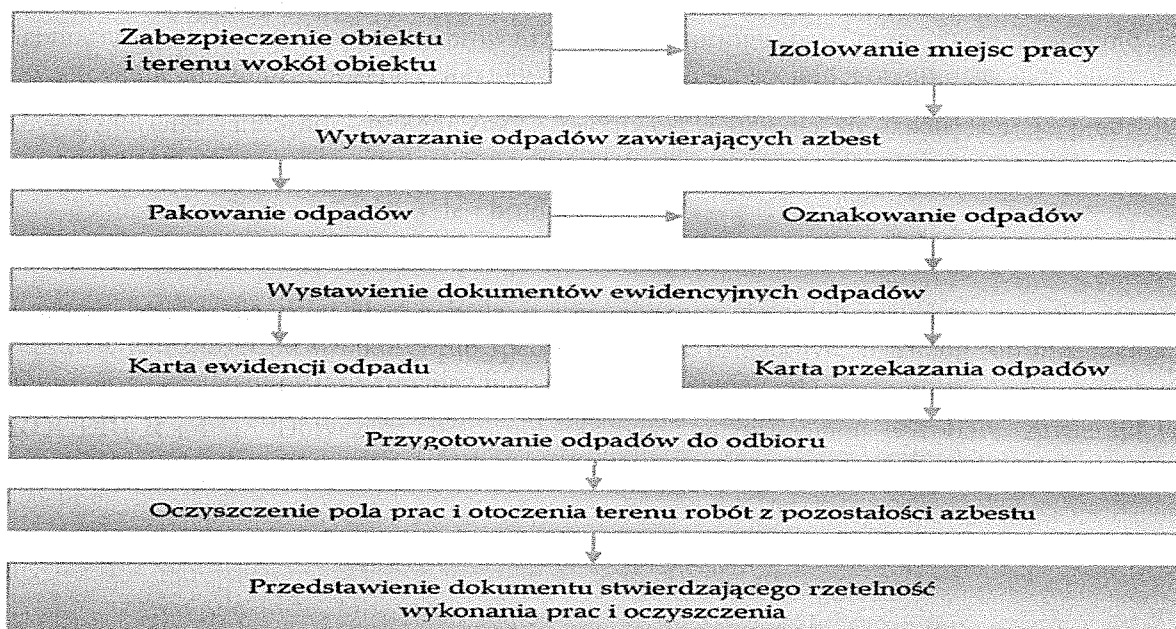 Zabezpieczenie obiektu
i terenu wokół obiektu
Izolowanie miejsc pracy
Wytwarzanie odpadów zawierających azbest
Pakowanie odpadów
Oznakowanie odpadów
Wystawienie dokumentów ewidencyjnych odpadów
Karta ewidencji odpadu
Karta przekazania odpadów
Przygotowanie odpadów do odbioru
Oczyszczenie pola prac i otoczenia terenu robót z pozostałości azbestu
Przedstawienie dokumentu stwierdzającego rzetelność
wykonania prac i oczyszczenia